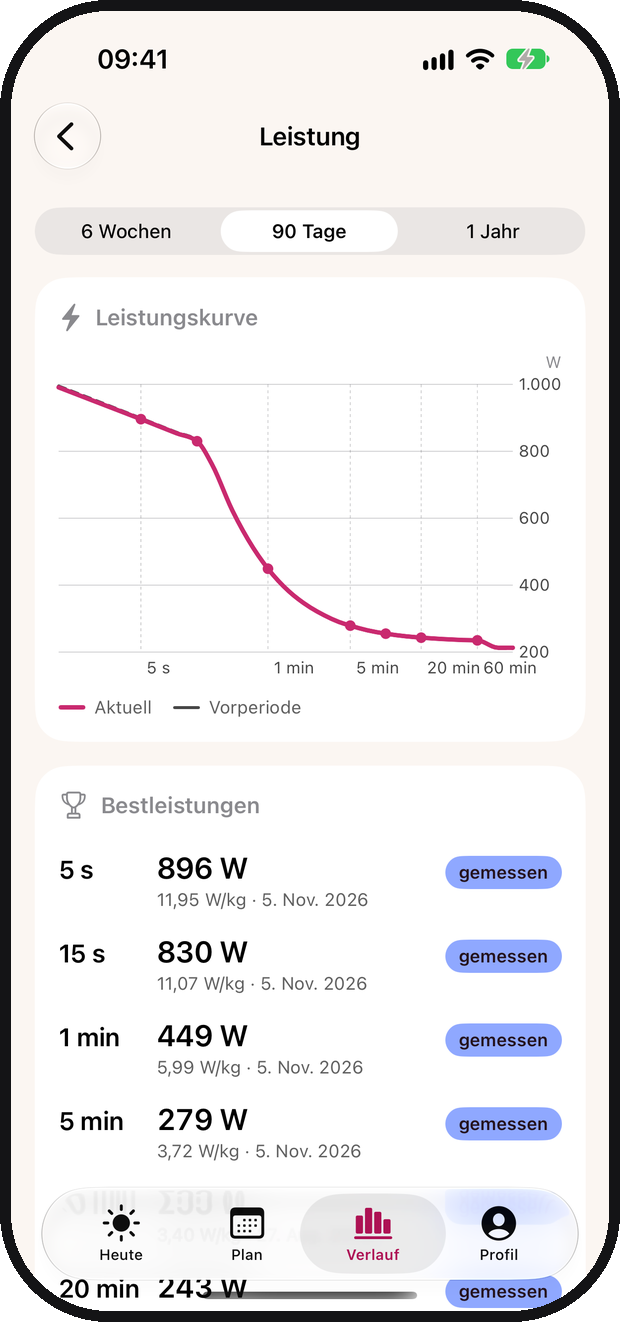 09:41
Leistung
6 Wochen
90 Tage
1 Jahr
Leistungskurve
W
1.000
800
600
400
200
5 s
1 min
5 min
20 min
60 min
Aktuell
Vorperiode
Bestleistungen
5 s
896 W
gemessen
11,95 W/kg · 5. Nov. 2026
15 s
830 W
gemessen
11,07 W/kg · 5. Nov. 2026
1 min
449 W
gemessen
5,99 W/kg · 5. Nov. 2026
5 min
279 W
gemessen
3,72 W/kg · 5. Nov. 2026
3,40 W/kg
Heute
Plan
Verlauf
Profil
20 min
243 W
gemessen